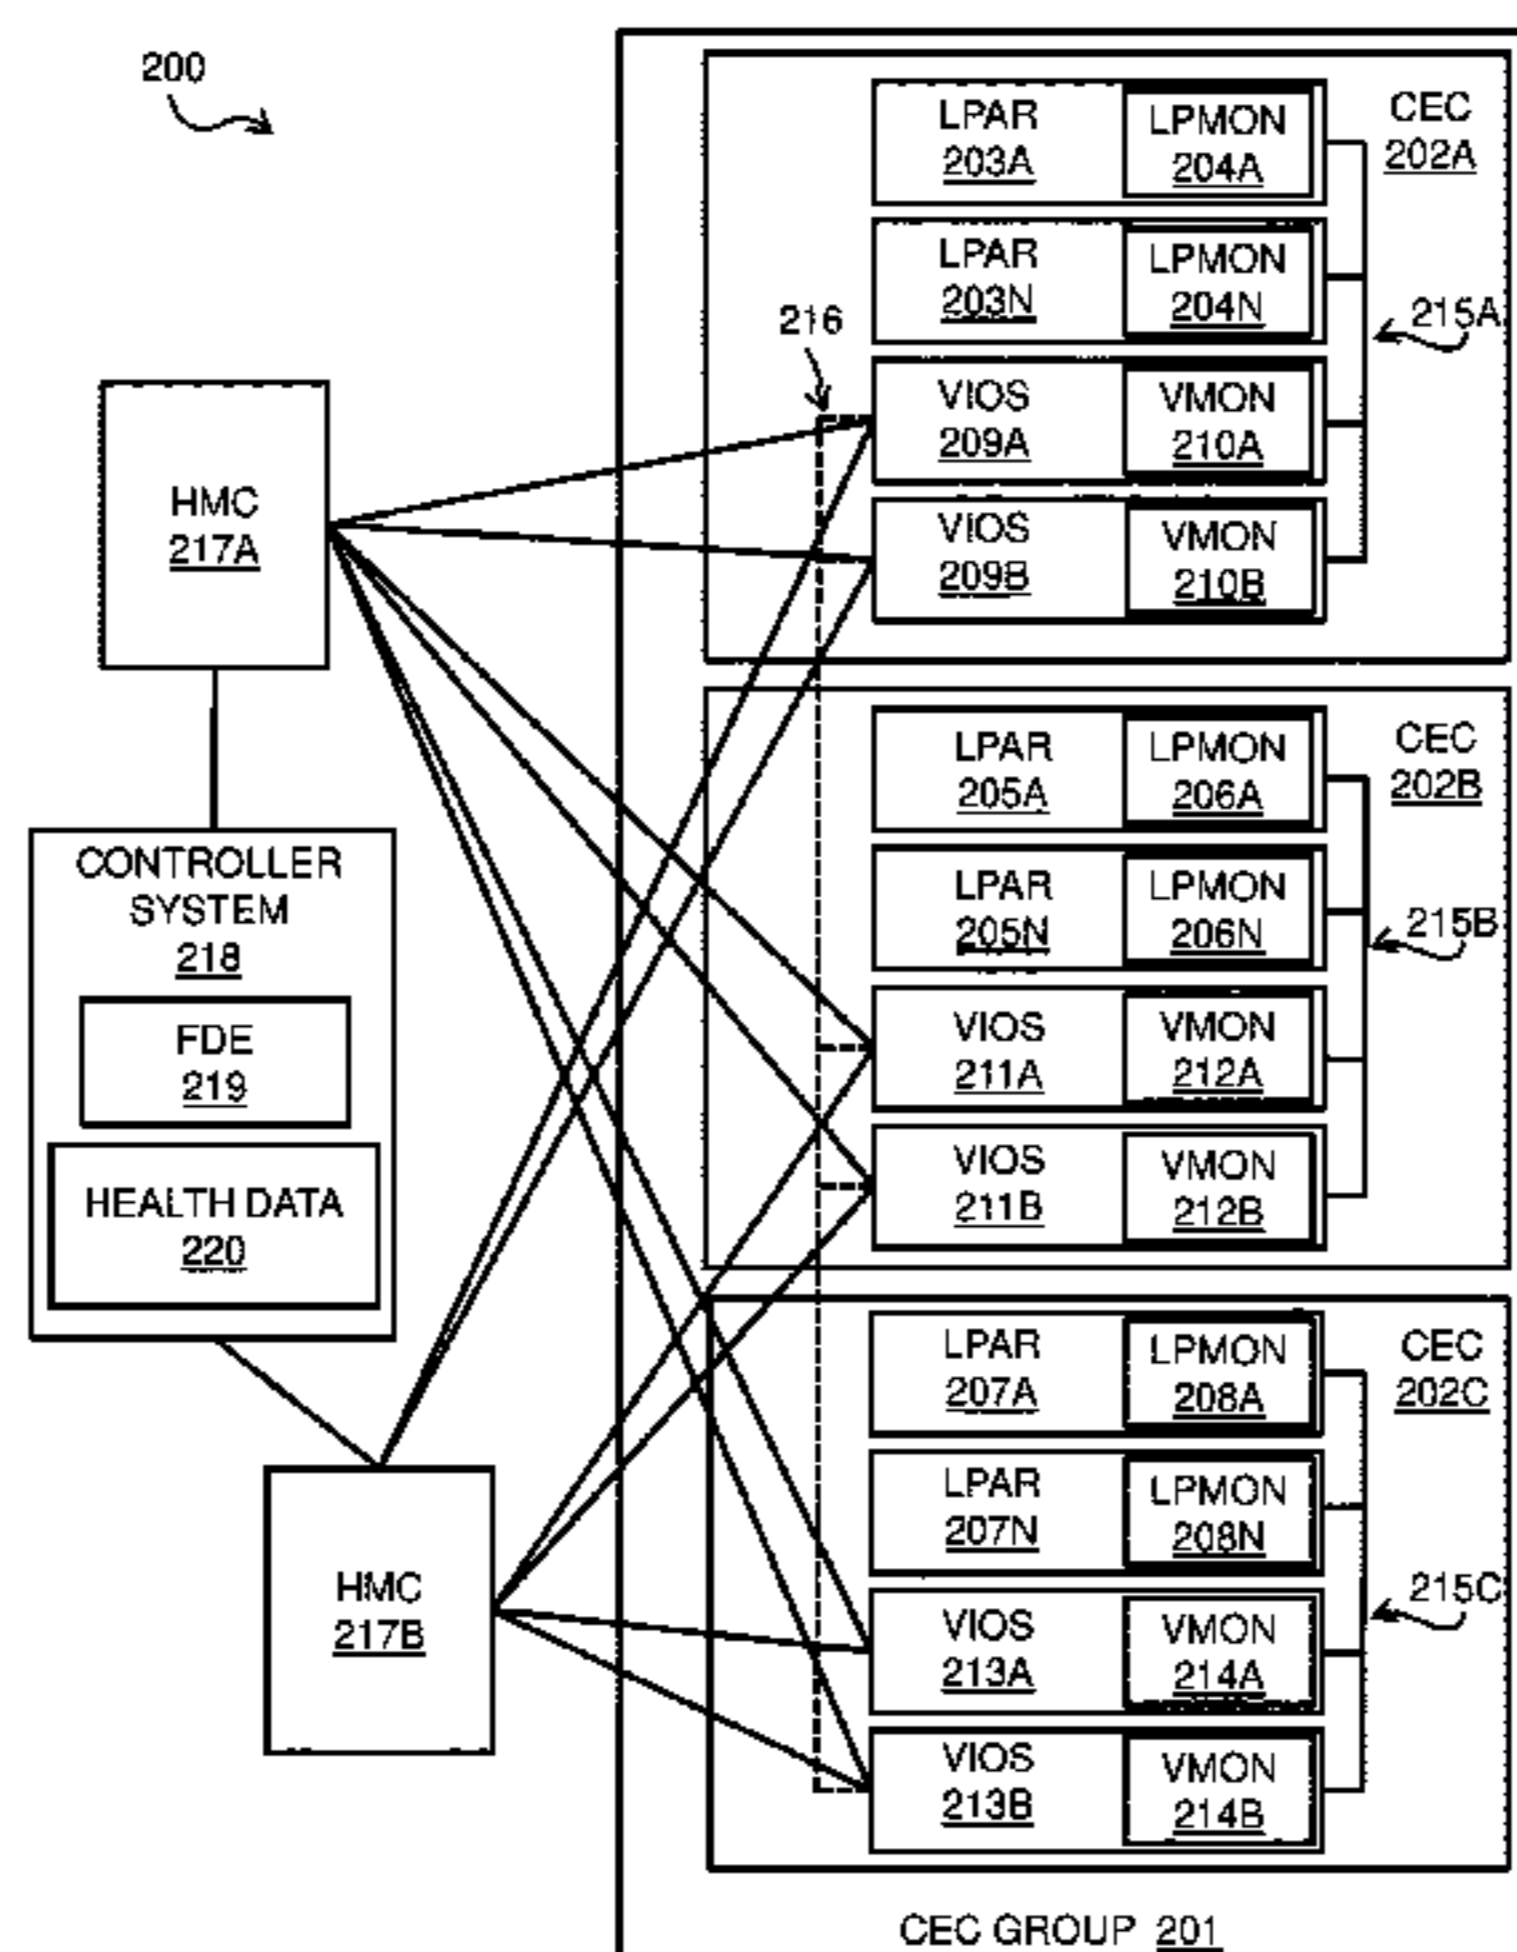 200
LPAR
203A
LPMON
204A
CEC
202A
LPAR
203N
LPMON
204N
215A
216
VIOS
209A
VMON
210A
HMC
217A
VIOS
209B
VMON
210B
LPAR
205A
LPMON
206A
CEC
202B
CONTROLLER
SYSTEM
218
LPAR
205N
LPMON
206N
215B
FDE
219
VIOS
211A
VMON
212A
HEALTH DATA
220
VIOS
211B
VMON
212B
LPAR
207A
LPMON
208A
CEC
202C
LPAR
207N
LPMON
208N
HMC
217B
215C
VIOS
213A
VMON
214A
VIOS
213B
VMON
214B
CEC GROUP 201